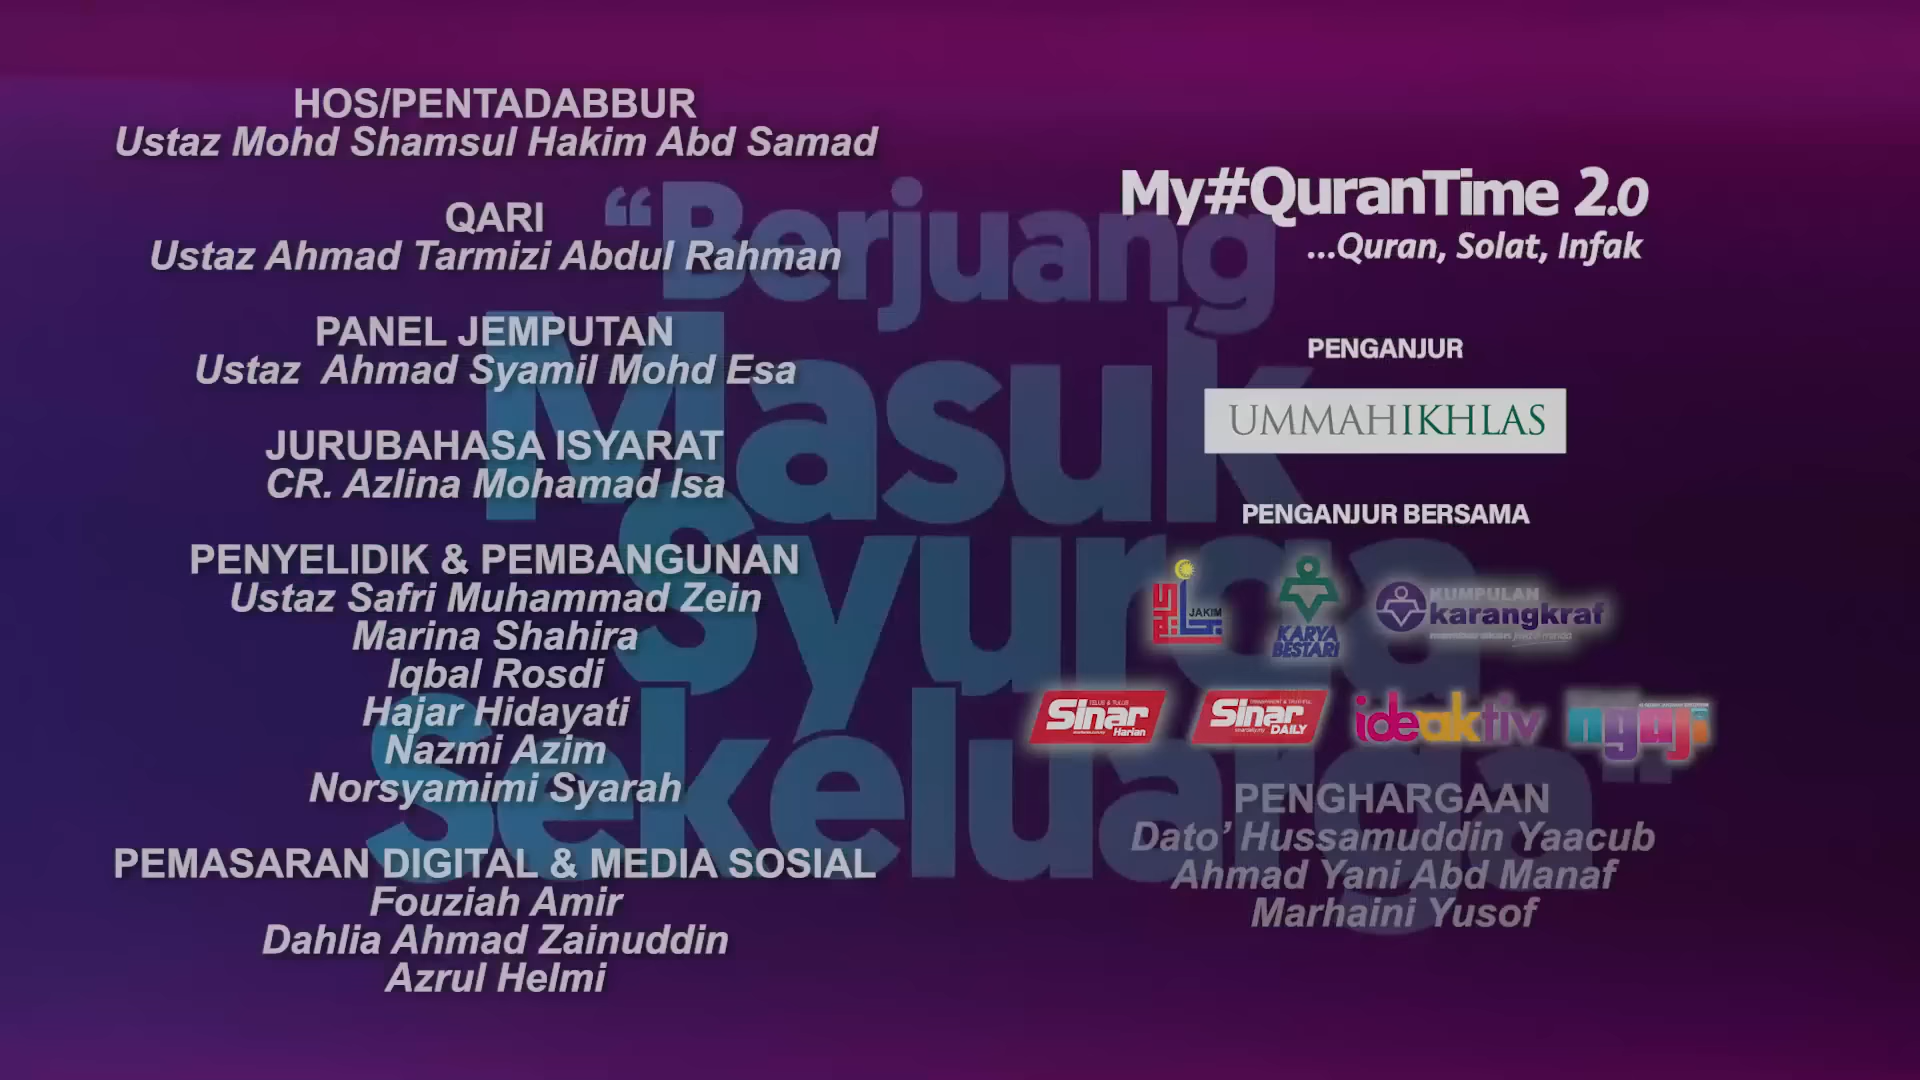 HOS/PENTADABBUR
Ustaz Mohd Shamsul Hakim Abd Samad
QARI
Ustaz Ahmad Tarmizi Abdul Rahman
PANEL JEMPUTAN
Ustaz Ahmad Syamil Mohd Esa
JURUBAHASA ISYARAT
CR. Azlina Mohamad Isa
PENYELIDIK & PEMBANGUNAN
Ustaz Safri Muhammad Zein
Marina Shahira
Iqbal Rosdi
Hajar Hidayati
Nazmi Azim
Norsyamimi Syarah
PEMASARAN DIGITAL & MEDIA SOSIAL
Fouziah Amir
Dahlia Ahmad Zainuddin
Azrul Helmi
“Berjuang
Masuk
Syurga
Sekeluarga"
My#QuranTime 2.0
...Quran, Solat, Infak
PENGANJUR
UMMAHIKHLAS
PENGANJUR BERSAMA
JAKIM
KARYA
BESTARI
KUMPULAN
karangkraf
Sinar
Harian
Sinar
DAILY
ideaktiv
ngaji
PENGHARGAAN
Dato’ Hussamuddin Yaacub
Ahmad Yani Abd Manaf
Marhaini Yusof